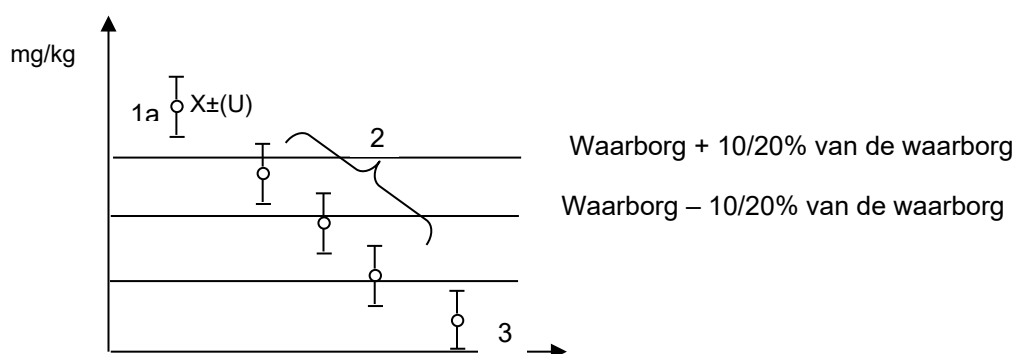 mg/kg
1a X±(U)
2
Waarborg + 10/20% van de waarborg
Waarborg – 10/20% van de waarborg
3